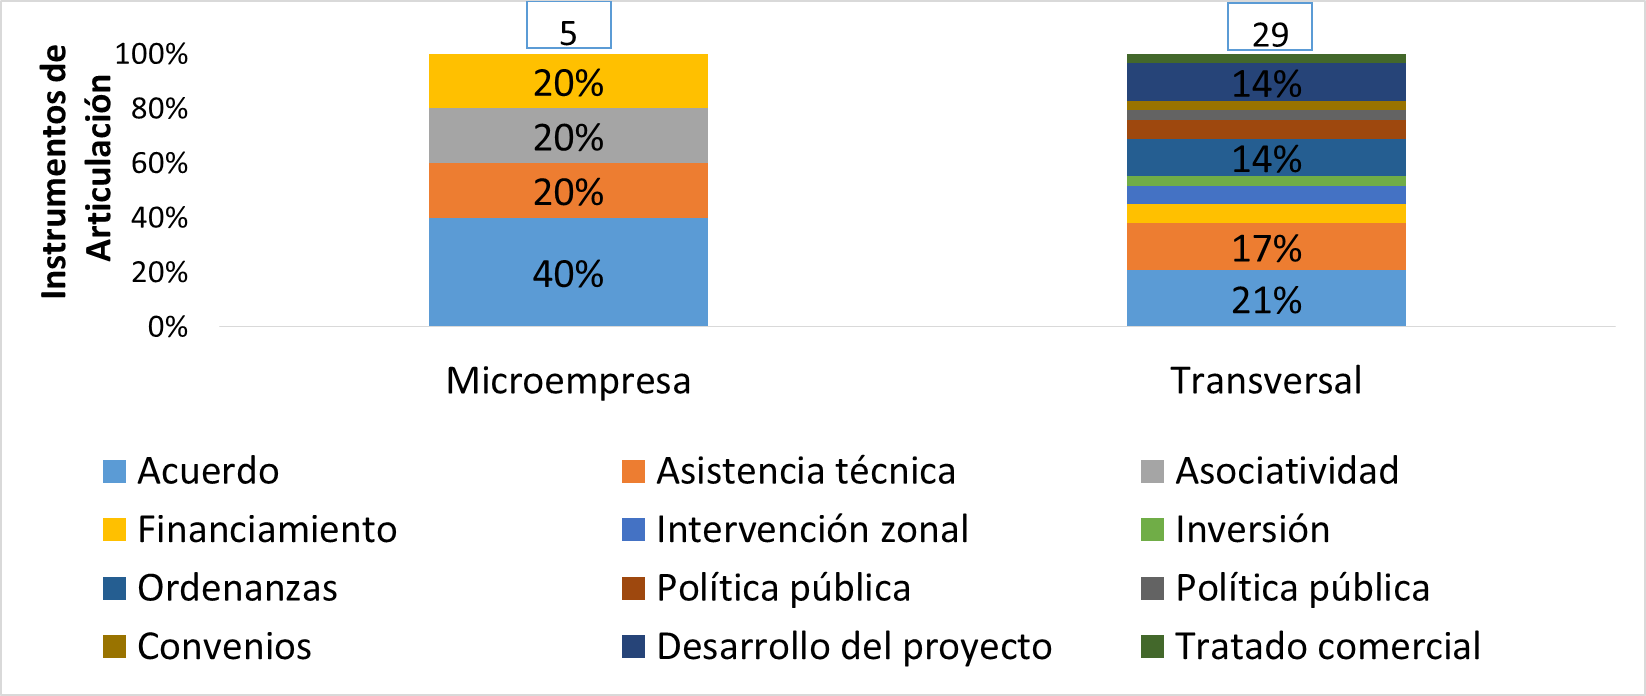 5
29
Instrumentos de
Articulación
100%
80%
60%
40%
20%
0%
20%
20%
20%
40%
14%
14%
17%
21%
Microempresa
Transversal
Acuerdo
Asistencia técnica
Asociatividad
Financiamiento
Intervención zonal
Inversión
Ordenanzas
Política pública
Política pública
Convenios
Desarrollo del proyecto
Tratado comercial